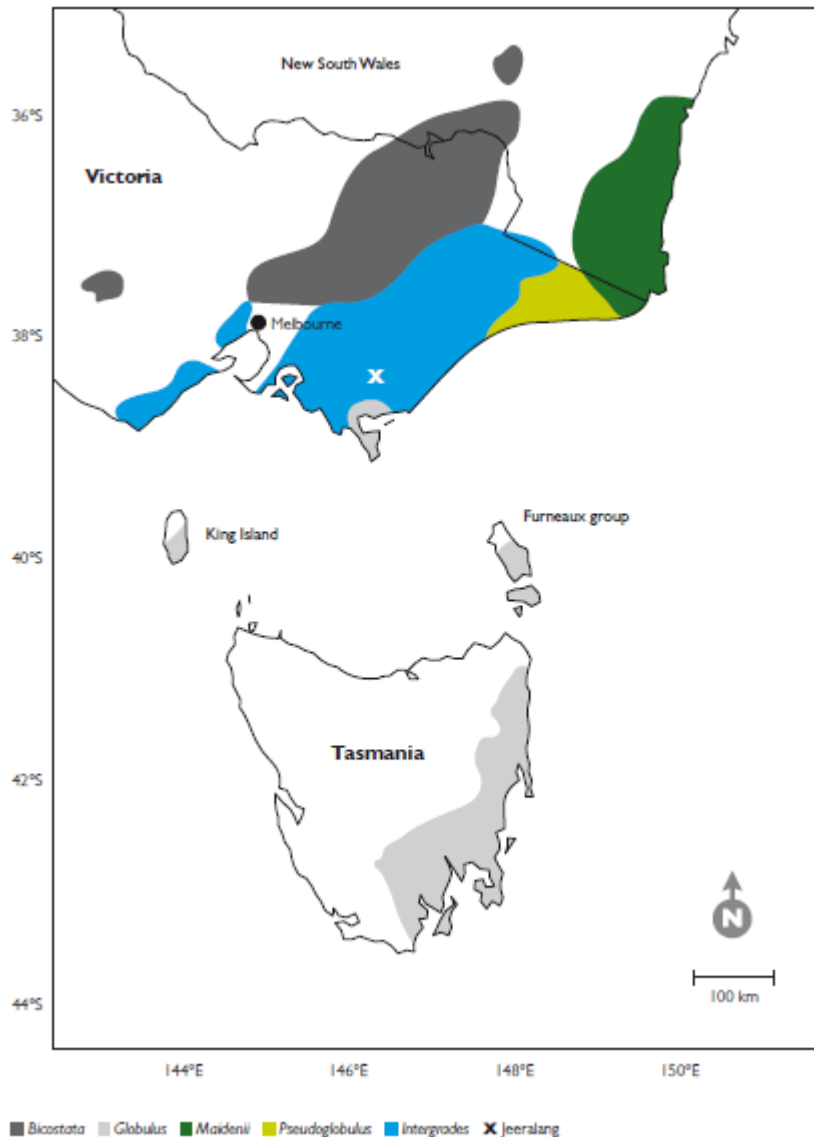 New South Wales
36°S
Victoria
38°S
Melbourne
X
King Island
Furneaux group
40°S
Tasmania
42°S
N
100 km
44°S
144°E 146°E 148°E 150°E
Bicostata Globulus Maidenii Pseudoglobulus Intergrades X Jeeralang